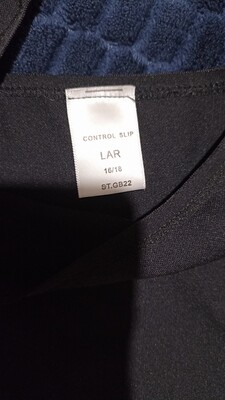 CONTROL SLIP
LAR
16/18
ST.GB22